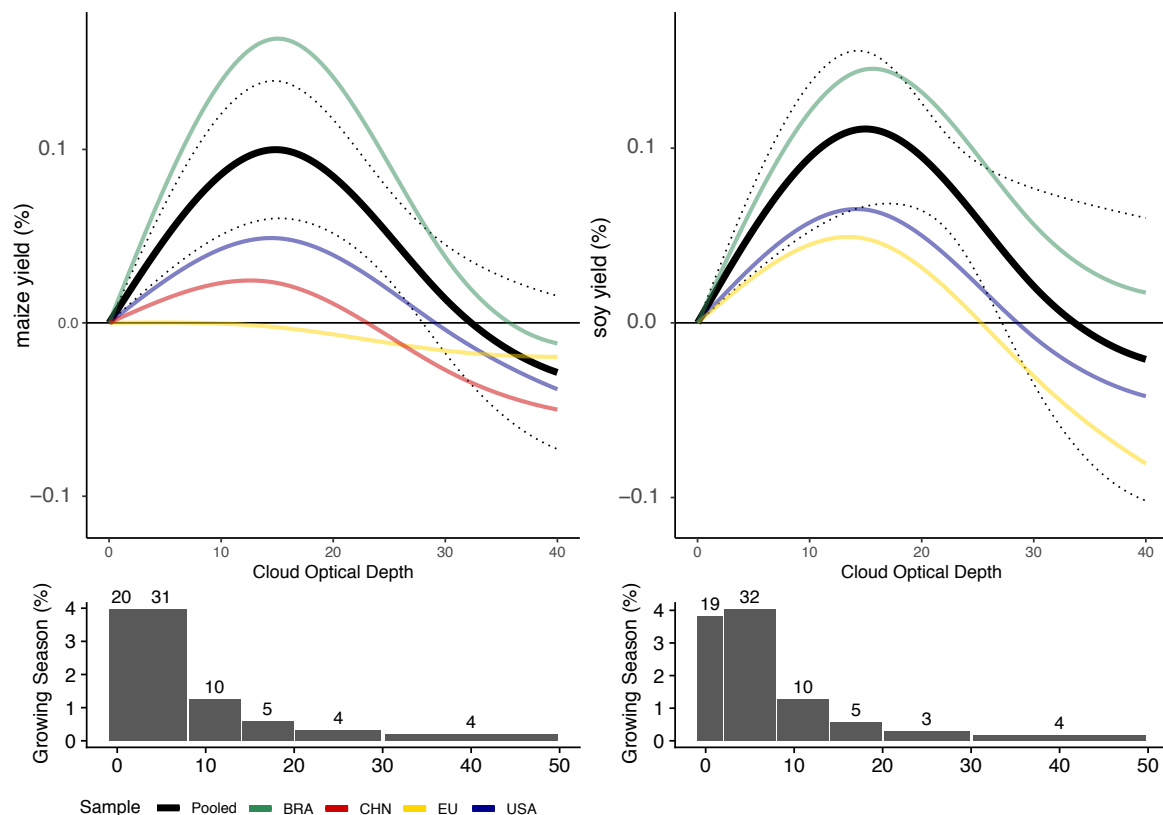 maize yield (%)
0.1
0.0
−0.1
0 10 20 30 40
Cloud Optical Depth
soy yield (%)
0.1
0.0
−0.1
0 10 20 30 40
Cloud Optical Depth
Growing Season (%)
4
3
2
1
0
20 31 10 5 4 4
0 10 20 30 40 50
Growing Season (%)
4
3
2
1
0
19 32 10 5 3 4
0 10 20 30 40 50
Sample Pooled BRA CHN EU USA